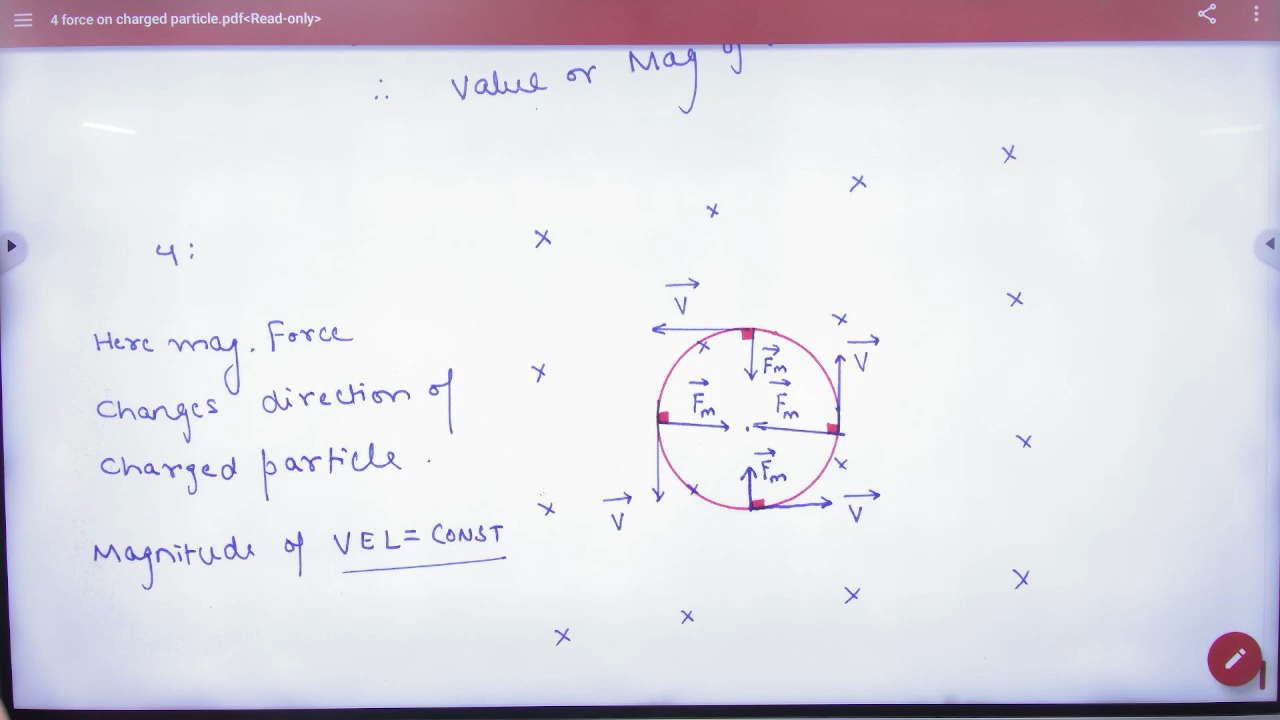 4 force on charged particle.pdf<Read-only>
∴ Value or Mag of
4:
Here mag. Force
Changes direction of
Charged particle.
Magnitude of VEL = CONST
V
Fm
V
Fm
Fm
Fm
V
V